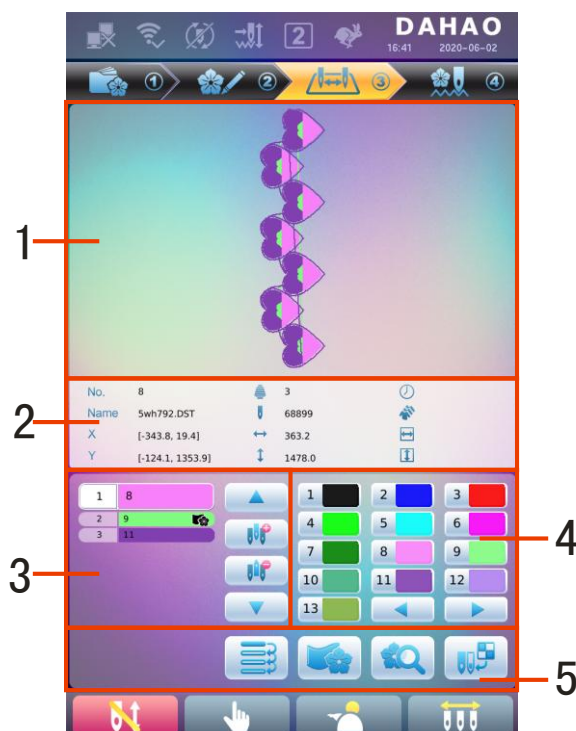 DAHAO
2
16:41 2020-06-02
1 2 3 4
1
No. 8 3
Name 5wh792.DST 68899
2
X [-343.8, 19.4] 363.2
Y [-124.1, 1353.9] 1478.0
1 8
2 9
3 11
3
1 2 3
4 5 6
4
7 8 9
10 11 12
13
5